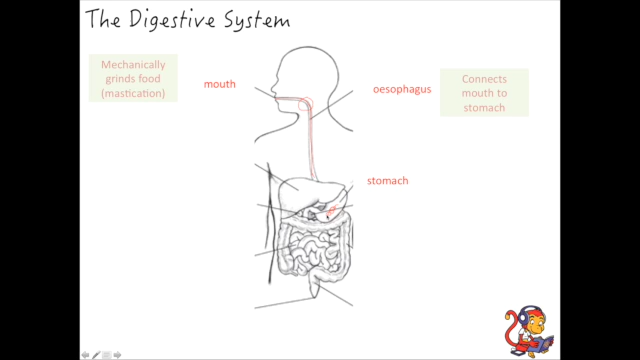 The Digestive System
Mechanically
grinds food
(mastication)
mouth
oesophagus
Connects
mouth to
stomach
stomach